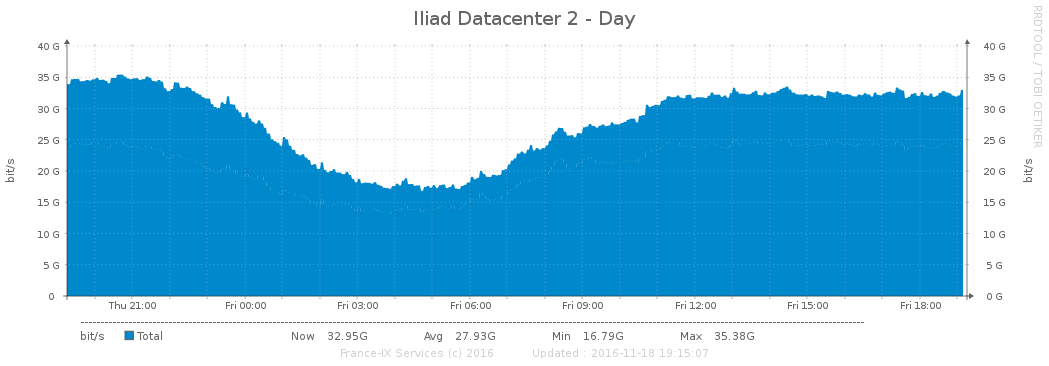 Iliad Datacenter 2 - Day
RRDTOOL / TOBI OETIKER
40 G 40 G
35 G 35 G
30 G 30 G
25 G 25 G
20 G 20 G
15 G 15 G
10 G 10 G
5 G 5 G
0 0 G
bit/s bit/s
Thu 21:00 Fri 00:00 Fri 03:00 Fri 06:00 Fri 09:00 Fri 12:00 Fri 15:00 Fri 18:00
bit/s Total Now 32.95G Avg 27.93G Min 16.79G Max 35.38G
France-IX Services (c) 2016 Updated : 2016-11-18 19:15:07